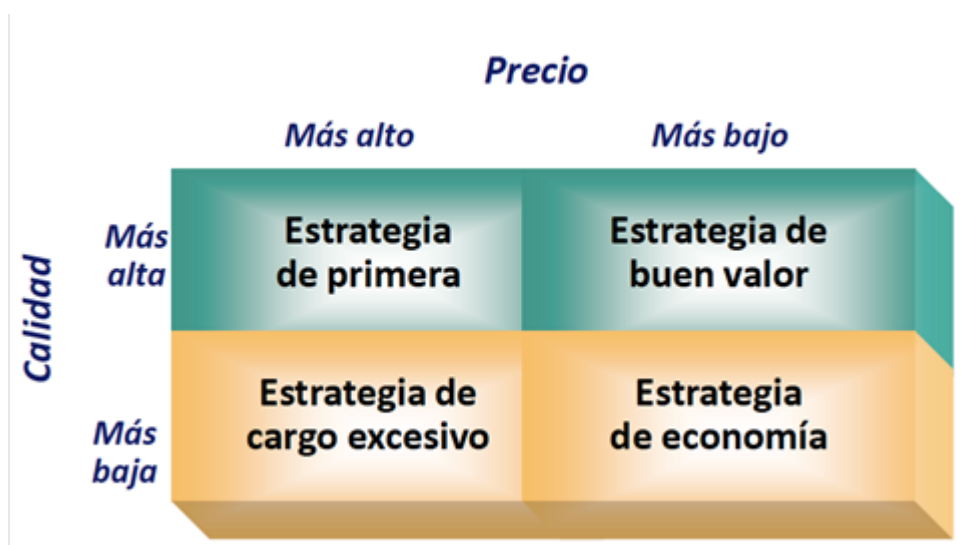 Precio
Más alto
Más bajo
Calidad
Más
alta
Estrategia
de primera
Estrategia de
buen valor
Más
baja
Estrategia de
cargo excesivo
Estrategia
de economía